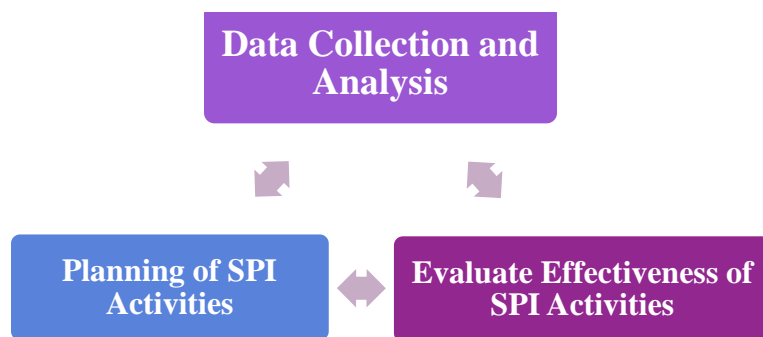 Data Collection and
Analysis
Planning of SPI
Activities
Evaluate Effectiveness of
SPI Activities